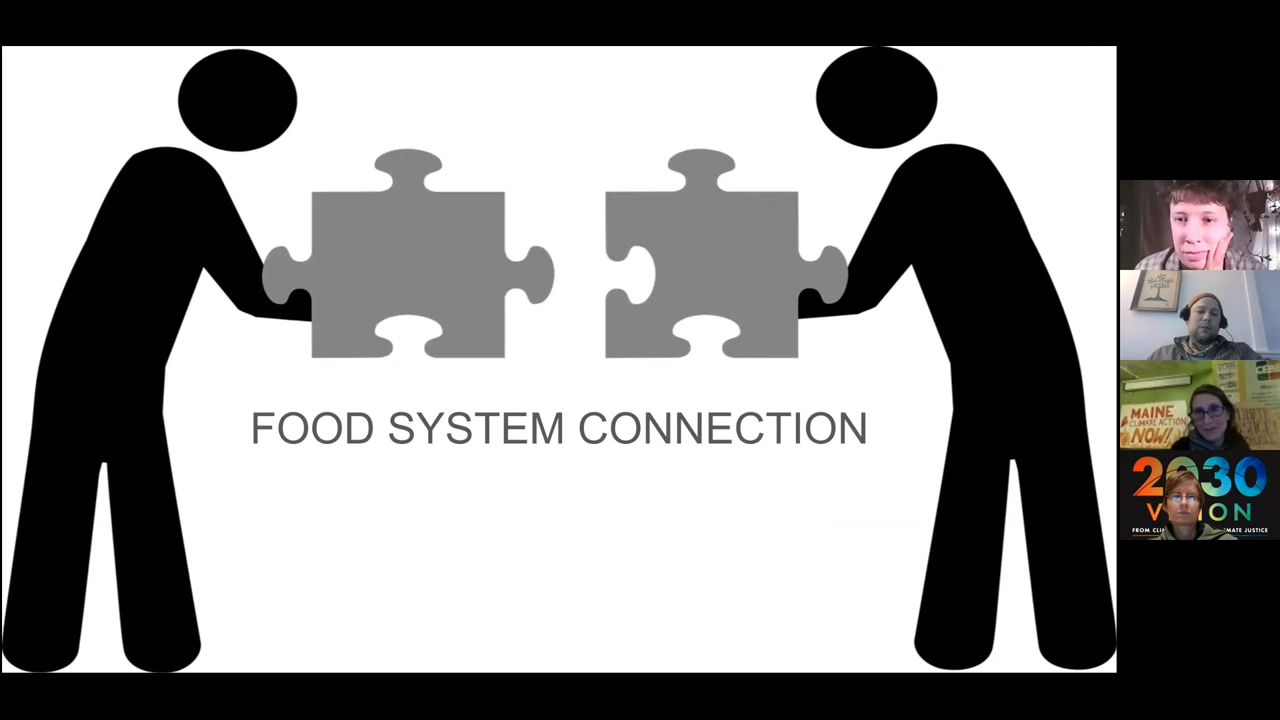 FOOD SYSTEM CONNECTION
MAINE
CLIMATE ACTION
NOW!
2030
VISION
FROM CLI
MATE JUSTICE